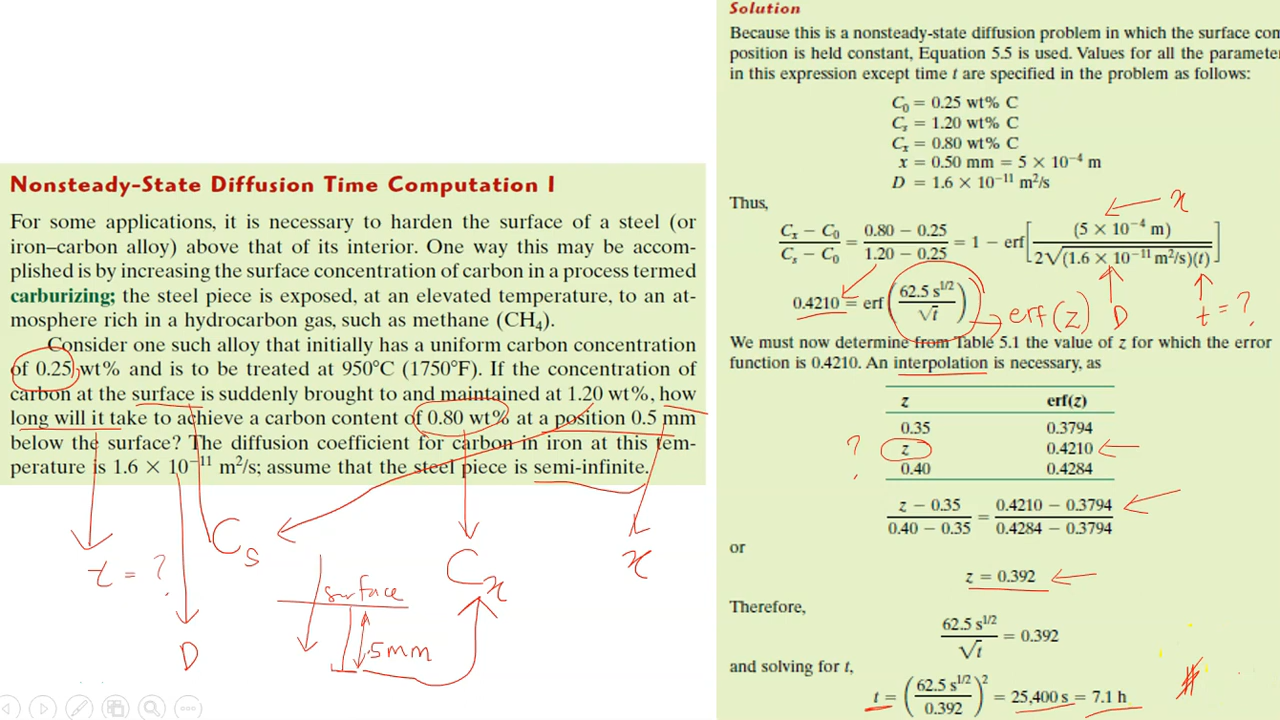 Nonsteady-State Diffusion Time Computation I
For some applications, it is necessary to harden the surface of a steel (or
iron–carbon alloy) above that of its interior. One way this may be accom-
plished is by increasing the surface concentration of carbon in a process termed
carburizing; the steel piece is exposed, at an elevated temperature, to an at-
mosphere rich in a hydrocarbon gas, such as methane (CH₄).
Consider one such alloy that initially has a uniform carbon concentration
of 0.25 wt% and is to be treated at 950°C (1750°F). If the concentration of
carbon at the surface is suddenly brought to and maintained at 1.20 wt%, how
long will it take to achieve a carbon content of 0.80 wt% at a position 0.5 mm
below the surface? The diffusion coefficient for carbon in iron at this tem-
perature is 1.6 × 10⁻¹¹ m²/s; assume that the steel piece is semi-infinite.
t = ?
D
Cs
surface
.5mm
Cx
x
Solution
Because this is a nonsteady-state diffusion problem in which the surface com
position is held constant, Equation 5.5 is used. Values for all the paramete
in this expression except time t are specified in the problem as follows:
C₀ = 0.25 wt% C
Cs = 1.20 wt% C
Cx = 0.80 wt% C
x = 0.50 mm = 5 × 10⁻⁴ m
D = 1.6 × 10⁻¹¹ m²/s
Thus,
x
(Cx − C₀)/(Cs − C₀) = (0.80 − 0.25)/(1.20 − 0.25) = 1 − erf[(5 × 10⁻⁴ m)/(2√(1.6 × 10⁻¹¹ m²/s)(t))]
0.4210 = erf(62.5 s^1/2/√t)
erf(z)
D
t = ?
We must now determine from Table 5.1 the value of z for which the error
function is 0.4210. An interpolation is necessary, as
z erf(z)
0.35 0.3794
? z 0.4210
? 0.40 0.4284
(z − 0.35)/(0.40 − 0.35) = (0.4210 − 0.3794)/(0.4284 − 0.3794)
or
z = 0.392
Therefore,
62.5 s^1/2/√t = 0.392
and solving for t,
t = (62.5 s^1/2/0.392)² = 25,400 s = 7.1 h